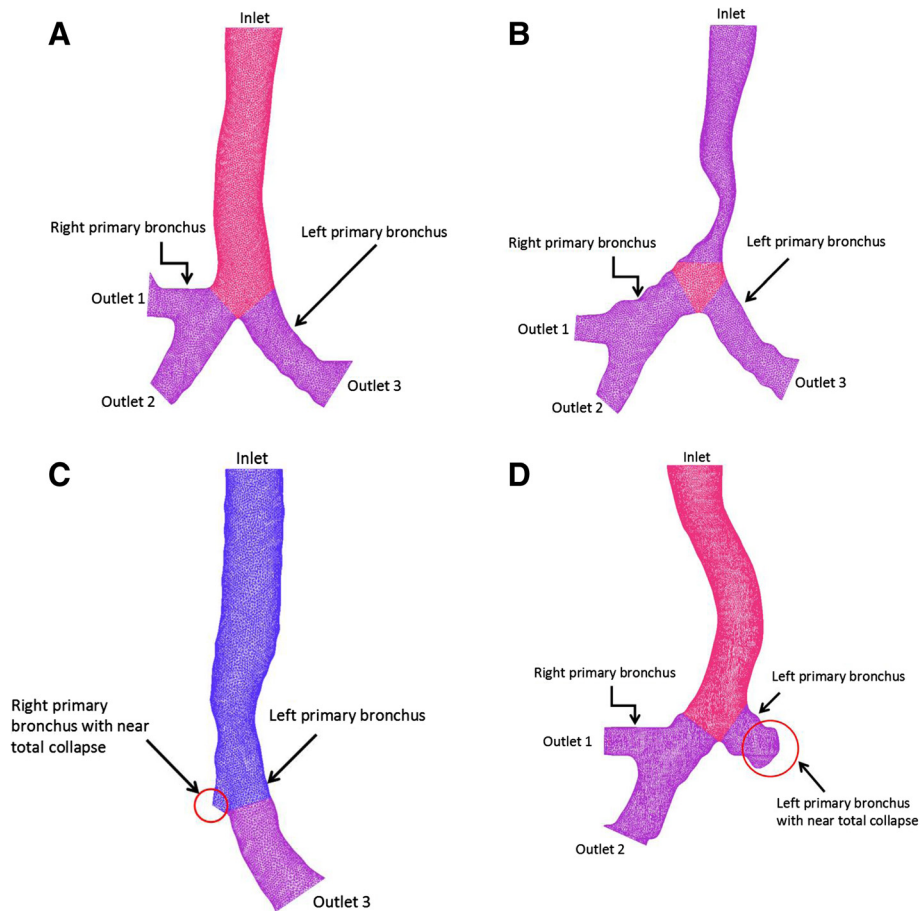 A
Inlet
Right primary bronchus
Left primary bronchus
Outlet 1
Outlet 2
Outlet 3
B
Inlet
Right primary bronchus
Left primary bronchus
Outlet 1
Outlet 2
Outlet 3
C
Inlet
Right primary
bronchus with near
total collapse
Left primary bronchus
Outlet 3
D
Inlet
Right primary bronchus
Left primary bronchus
Outlet 1
Left primary bronchus
with near total collapse
Outlet 2